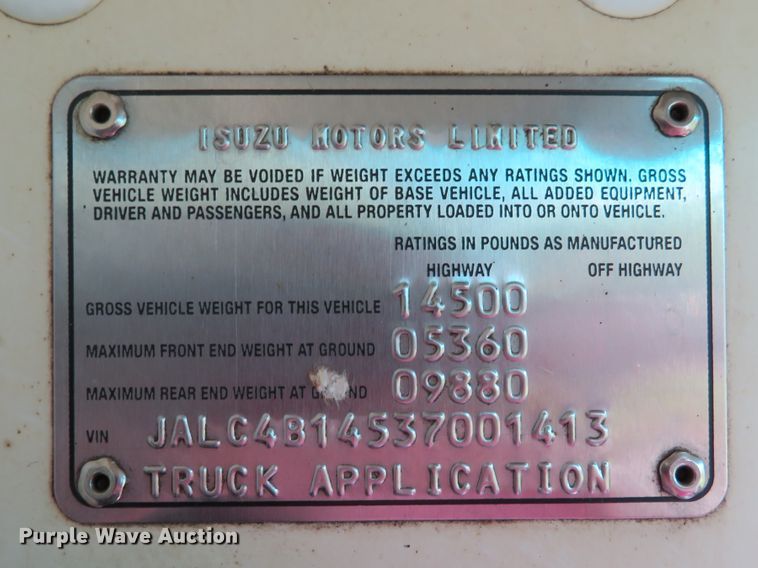 ISUZU MOTORS LIMITED
WARRANTY MAY BE VOIDED IF WEIGHT EXCEEDS ANY RATINGS SHOWN. GROSS
VEHICLE WEIGHT INCLUDES WEIGHT OF BASE VEHICLE, ALL ADDED EQUIPMENT,
DRIVER AND PASSENGERS, AND ALL PROPERTY LOADED INTO OR ONTO VEHICLE.
RATINGS IN POUNDS AS MANUFACTURED
HIGHWAY OFF HIGHWAY
GROSS VEHICLE WEIGHT FOR THIS VEHICLE 14500
MAXIMUM FRONT END WEIGHT AT GROUND 05360
MAXIMUM REAR END WEIGHT AT GROUND 09880
VIN JALC4B14537001413
TRUCK APPLICATION
Purple Wave Auction